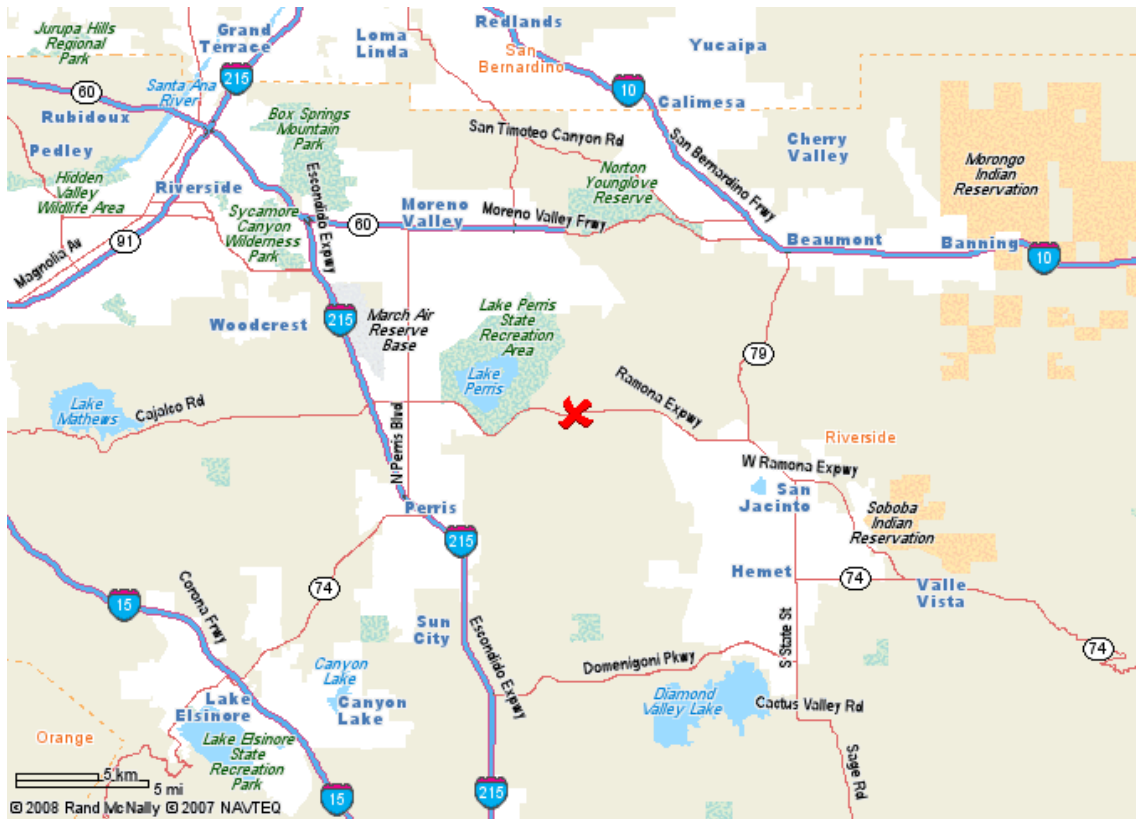 Jurupa Hills
Regional
Park
Grand
Terrace
Loma
Linda
Redlands
San
Bernardino
Yucaipa
215
60
Santa Ana
River
10
Calimesa
Rubidoux
Box Springs
Mountain
Park
San Timoteo Canyon Rd
San Bernardino Frwy
Cherry
Valley
Morongo
Indian
Reservation
Pedley
Hidden
Valley
Wildlife Area
Riverside
Escondido Expwy
Norton
Younglove
Reserve
Sycamore
Canyon
Wilderness
Park
60
Moreno
Valley
Moreno Valley Frwy
Magnolia Av
91
Beaumont
Banning
10
Woodcrest
215
March Air
Reserve
Base
Lake Perris
State
Recreation
Area
Lake
Perris
79
Lake
Mathews
Cajalco Rd
N Perris Blvd
Ramona Expwy
Riverside
W Ramona Expwy
San
Jacinto
Soboba
Indian
Reservation
Perris
215
74
Hemet
74
Valle
Vista
15
Corona Frwy
Sun
City
Escondido Expwy
S State St
74
Domenigoni Pkwy
Canyon
Lake
Canyon
Lake
Diamond
Valley Lake
Cactus Valley Rd
Lake
Elsinore
Orange
Lake Elsinore
State
Recreation
Park
Sage Rd
5 km
5 mi
15
215
© 2008 Rand McNally © 2007 NAVTEQ